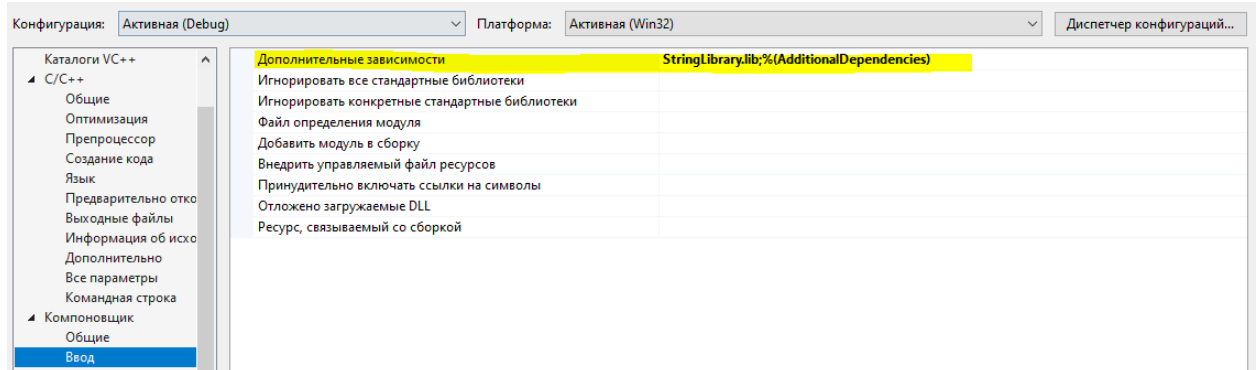 Конфигурация: Активная (Debug) Платформа: Активная (Win32) Диспетчер конфигураций...
Каталоги VC++
C/C++
Общие
Оптимизация
Препроцессор
Создание кода
Язык
Предварительно отко
Выходные файлы
Информация об исхо
Дополнительно
Все параметры
Командная строка
Компоновщик
Общие
Ввод
Дополнительные зависимости StringLibrary.lib;%(AdditionalDependencies)
Игнорировать все стандартные библиотеки
Игнорировать конкретные стандартные библиотеки
Файл определения модуля
Добавить модуль в сборку
Внедрить управляемый файл ресурсов
Принудительно включать ссылки на символы
Отложено загружаемые DLL
Ресурс, связываемый со сборкой